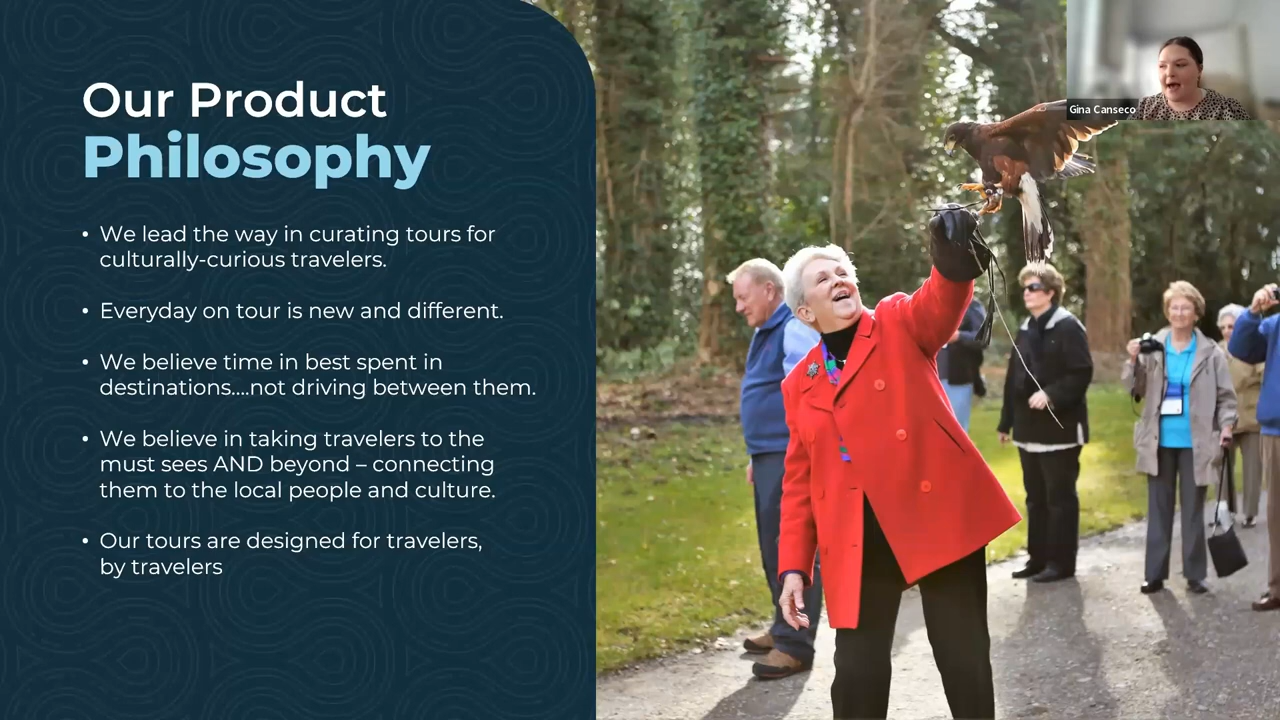 Our Product
Philosophy
• We lead the way in curating tours for
culturally-curious travelers.
• Everyday on tour is new and different.
• We believe time in best spent in
destinations....not driving between them.
• We believe in taking travelers to the
must sees AND beyond – connecting
them to the local people and culture.
• Our tours are designed for travelers,
by travelers
Gina Canseco